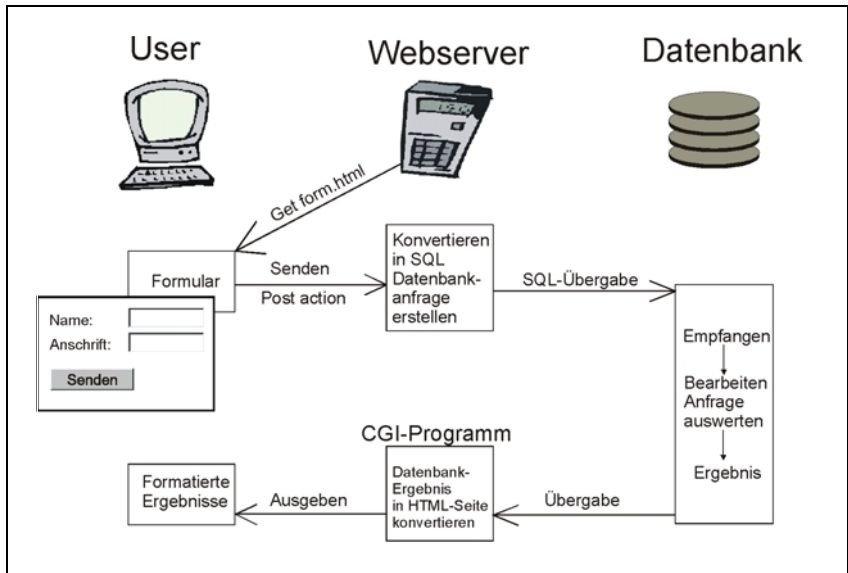 User
Webserver
Datenbank
Get form.html
Formular
Senden
Post action
Konvertieren
in SQL
Datenbank-
anfrage
erstellen
SQL-Übergabe
Name:
Anschrift:
Senden
Empfangen
Bearbeiten
Anfrage
auswerten
Ergebnis
CGI-Programm
Formatierte
Ergebnisse
Ausgeben
Datenbank-
Ergebnis
in HTML-Seite
konvertieren
Übergabe